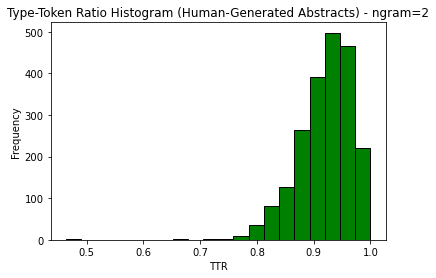 Type-Token Ratio Histogram (Human-Generated Abstracts) - ngram=2
500
400
300
200
100
0
Frequency
0.5 0.6 0.7 0.8 0.9 1.0
TTR